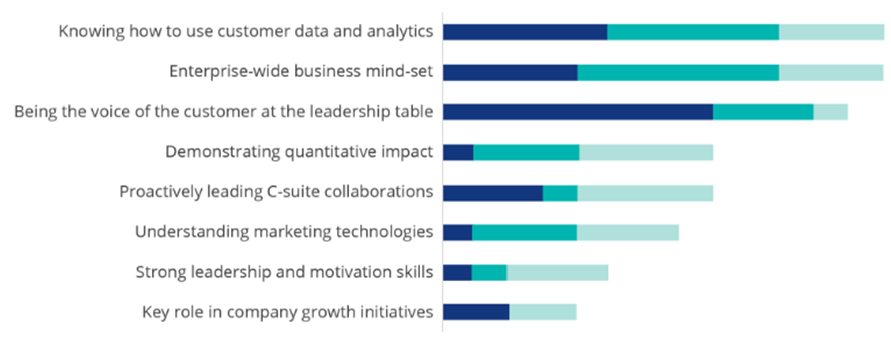 Knowing how to use customer data and analytics
Enterprise-wide business mind-set
Being the voice of the customer at the leadership table
Demonstrating quantitative impact
Proactively leading C-suite collaborations
Understanding marketing technologies
Strong leadership and motivation skills
Key role in company growth initiatives